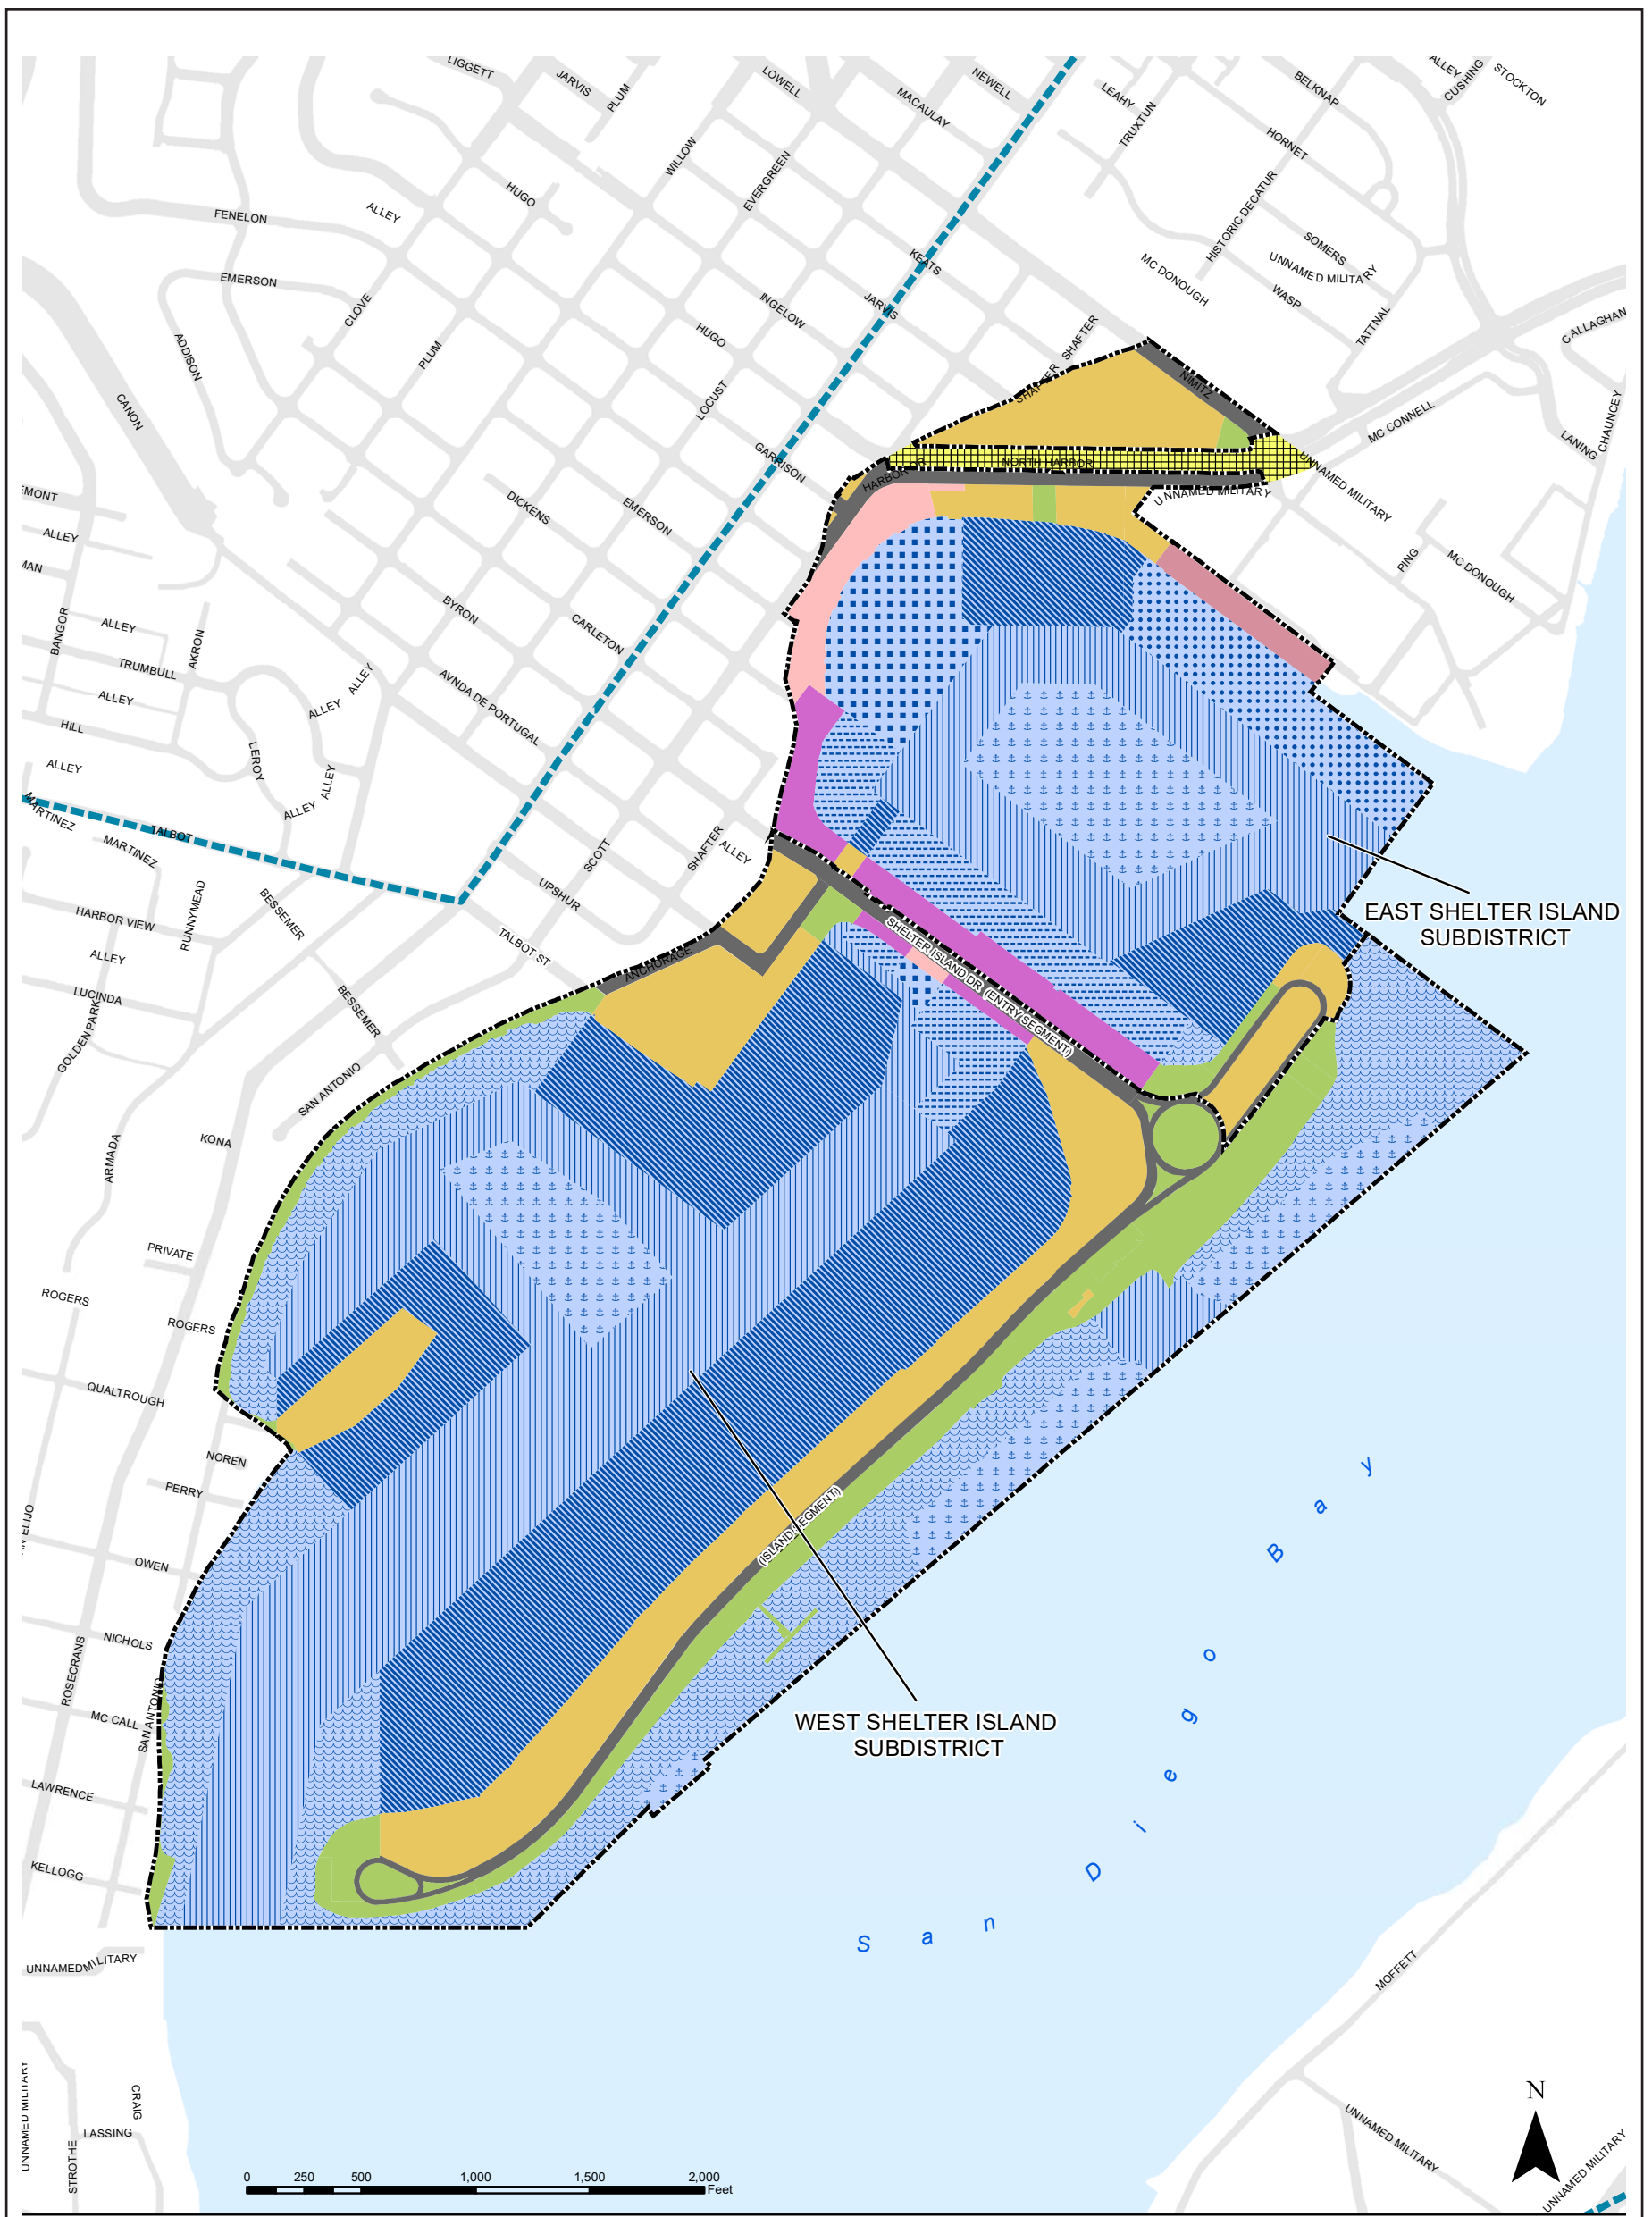 LIGGETT
JARVIS
PLUM
LOWELL
MACAULAY
NEWELL
LEAHY
TRUXTUN
BELKNAP
ALLEY
CUSHING
STOCKTON
HORNET
WILLOW
EVERGREEN
HUGO
ALLEY
FENELON
HISTORIC DECATUR
SOMERS
UNNAMED MILITARY
MC DONOUGH
WASP
KEATS
EMERSON
CLOVE
INGELOW
JARVIS
TATTNAL
CALLAGHAN
ADDISON
PLUM
HUGO
SHAFTER
SHAFTER
NIMITZ
CANON
LOCUST
MC CONNELL
CHAUNCEY
LANING
GARRISON
HARBOR DR
NORTH HARBOR
UNNAMED MILITARY
UNNAMED MILITARY
EMONT
DICKENS
EMERSON
ALLEY
MAN
PING
MC DONOUGH
BANGOR
ALLEY
AKRON
BYRON
CARLETON
TRUMBULL
ALLEY
ALLEY
ALLEY
AVNDA DE PORTUGAL
HILL
LEROY
ALLEY
ALLEY
ALLEY
MARTINEZ
TALBOT
MARTINEZ
SCOTT
SHAFTER
ALLEY
UPSHUR
RUNNYMEAD
BESSEMER
HARBOR VIEW
EAST SHELTER ISLAND
SUBDISTRICT
SHELTER ISLAND DR (ENTRY SEGMENT)
TALBOT ST
ALLEY
ANCHORAGE
LUCINDA
BESSEMER
GOLDEN PARK
SAN ANTONIO
ARMADA
KONA
PRIVATE
ROGERS
ROGERS
QUALTROUGH
NOREN
PERRY
OWEN
(ISLAND SEGMENT)
San Diego Bay
NICHOLS
ROSECRANS
SAN ANTONIO
MC CALL
WEST SHELTER ISLAND
SUBDISTRICT
LAWRENCE
KELLOGG
UNNAMED MILITARY
MOFFETT
UNNAMED MILITARY
CRAIG
LASSING
STROTHE
N
UNNAMED MILITARY
UNNAMED MILITARY
0 250 500 1,000 1,500 2,000
Feet